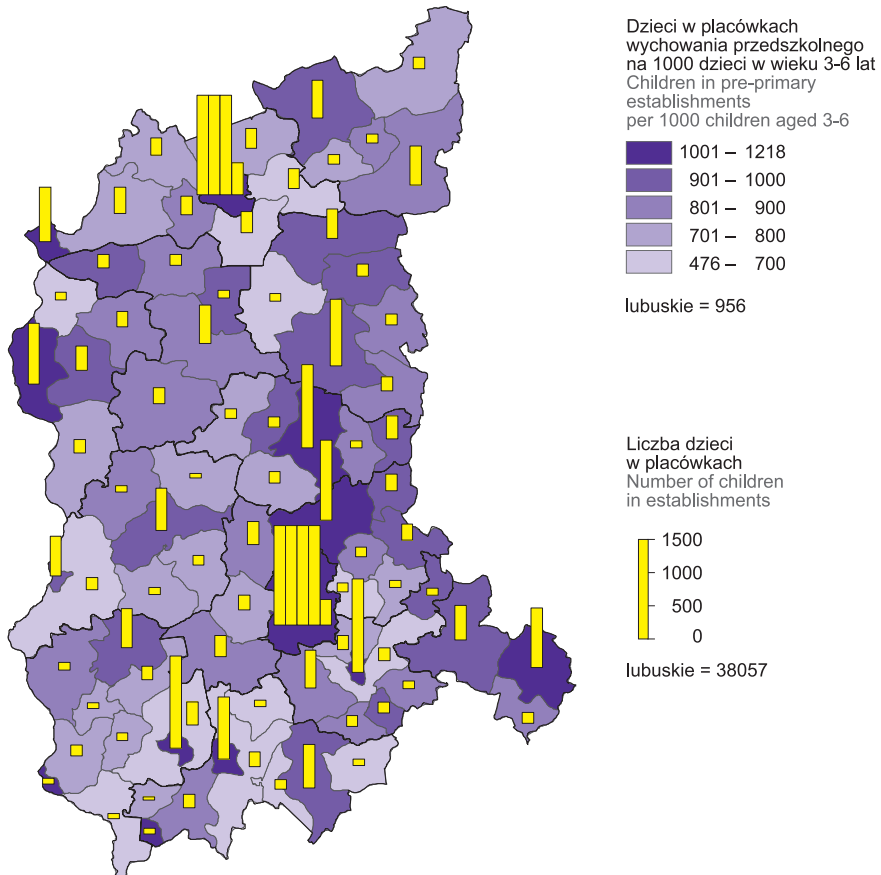 Dzieci w placówkach
wychowania przedszkolnego
na 1000 dzieci w wieku 3-6 lat
Children in pre-primary
establishments
per 1000 children aged 3-6
1001 – 1218
901 – 1000
801 – 900
701 – 800
476 – 700
lubuskie = 956
Liczba dzieci
w placówkach
Number of children
in establishments
1500
1000
500
0
lubuskie = 38057